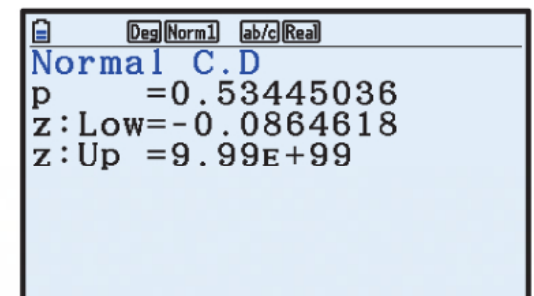 Deg Norm1 ab/c Real
Normal C.D
p =0.53445036
z:Low=-0.0864618
z:Up =9.99E+99